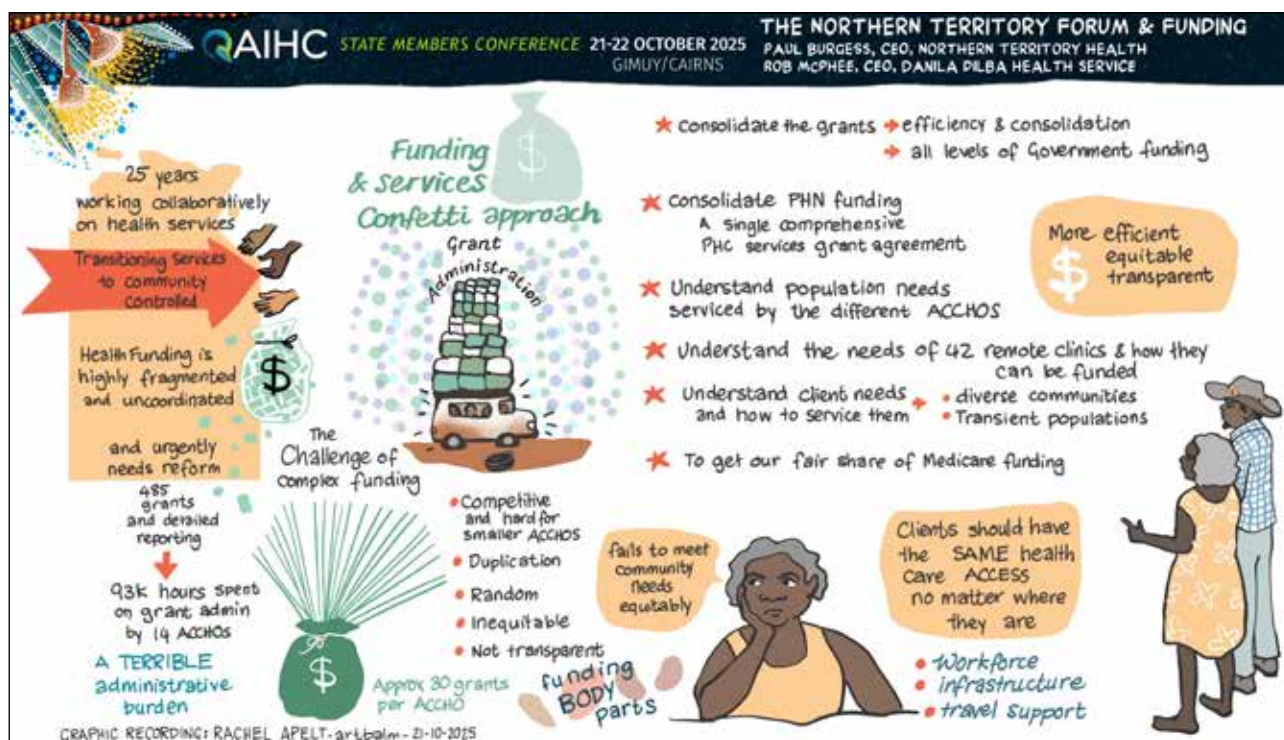 QAIHC STATE MEMBERS CONFERENCE 21-22 OCTOBER 2025
GIMUY/CAIRNS
THE NORTHERN TERRITORY FORUM & FUNDING
PAUL BURGESS, CEO, NORTHERN TERRITORY HEALTH
ROB McPHEE, CEO, DANILA DILBA HEALTH SERVICE
25 years
working collaboratively
on health services
Transitioning Services
to community
controlled
Health Funding is
highly fragmented
and uncoordinated
and urgently
needs reform
485
grants
and detailed
reporting
93K hours spent
on grant admin
by 14 ACCHOS
A TERRIBLE
administrative
burden
Funding
& services
Confetti approach
$
Grant
Administration
$
The
Challenge of
complex funding
$
Approx 30 grants
per ACCHO
• Competitive
and hard for
smaller ACCHOS
• Duplication
• Random
• Inequitable
• Not transparent
funding
BODY
parts
Consolidate the grants → efficiency & consolidation
→ all levels of Government funding
Consolidate PHN funding
A single comprehensive
PHC services grant agreement
Understand population needs
serviced by the different ACCHOS
Understand the needs of 42 remote clinics & how they
can be funded
Understand client needs → • diverse communities
and how to service them • Transient populations
To get our fair share of Medicare funding
More efficient
$ equitable
transparent
fails to meet
community
needs
equitably
Clients should have
the SAME health
care ACCESS
no matter where
they are
• Workforce
• infrastructure
• travel support
GRAPHIC RECORDING: RACHEL APELT-artbalm-21-10-2025